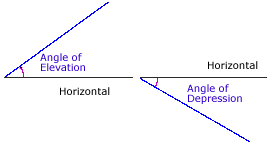 Angle of
Elevation
Horizontal
Horizontal
Angle of
Depression